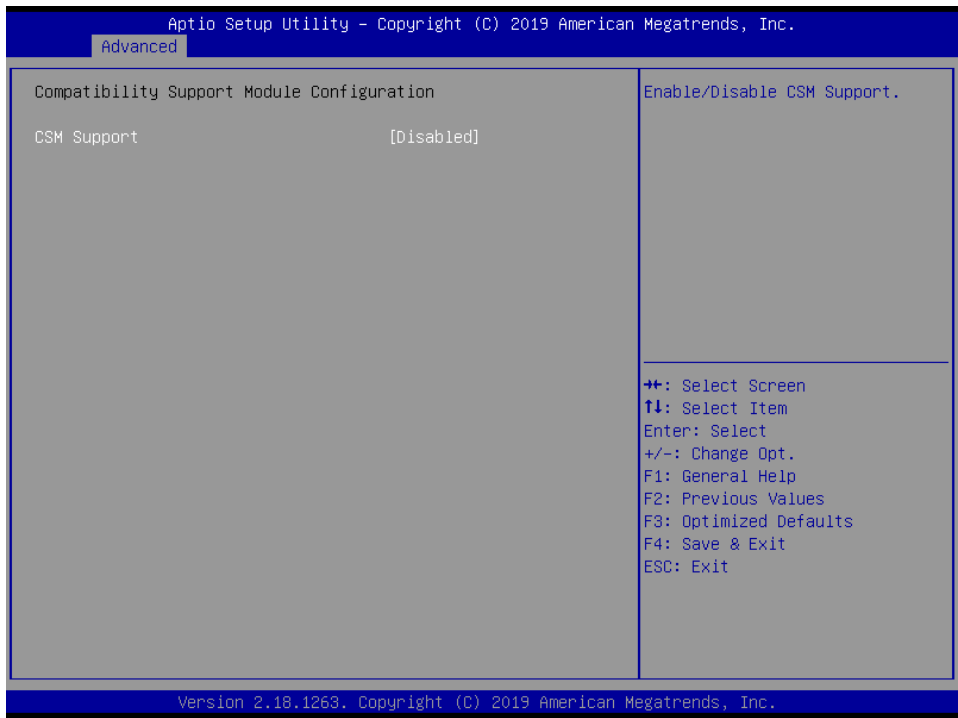 Aptio Setup Utility – Copyright (C) 2019 American Megatrends, Inc.
Advanced
Compatibility Support Module Configuration
CSM Support [Disabled]
Enable/Disable CSM Support.
→←: Select Screen
↑↓: Select Item
Enter: Select
+/-: Change Opt.
F1: General Help
F2: Previous Values
F3: Optimized Defaults
F4: Save & Exit
ESC: Exit
Version 2.18.1263. Copyright (C) 2019 American Megatrends, Inc.